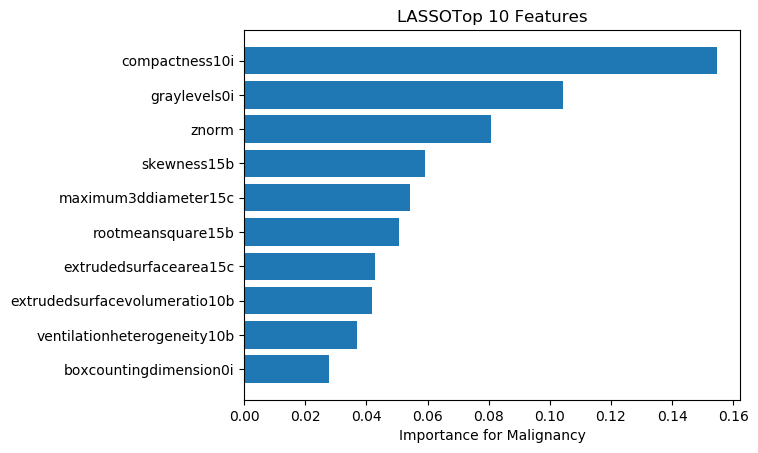 LASSOTop 10 Features
compactness10i
graylevels0i
znorm
skewness15b
maximum3ddiameter15c
rootmeansquare15b
extrudedsurfacearea15c
extrudedsurfacevolumeratio10b
ventilationheterogeneity10b
boxcountingdimension0i
0.00 0.02 0.04 0.06 0.08 0.10 0.12 0.14 0.16
Importance for Malignancy